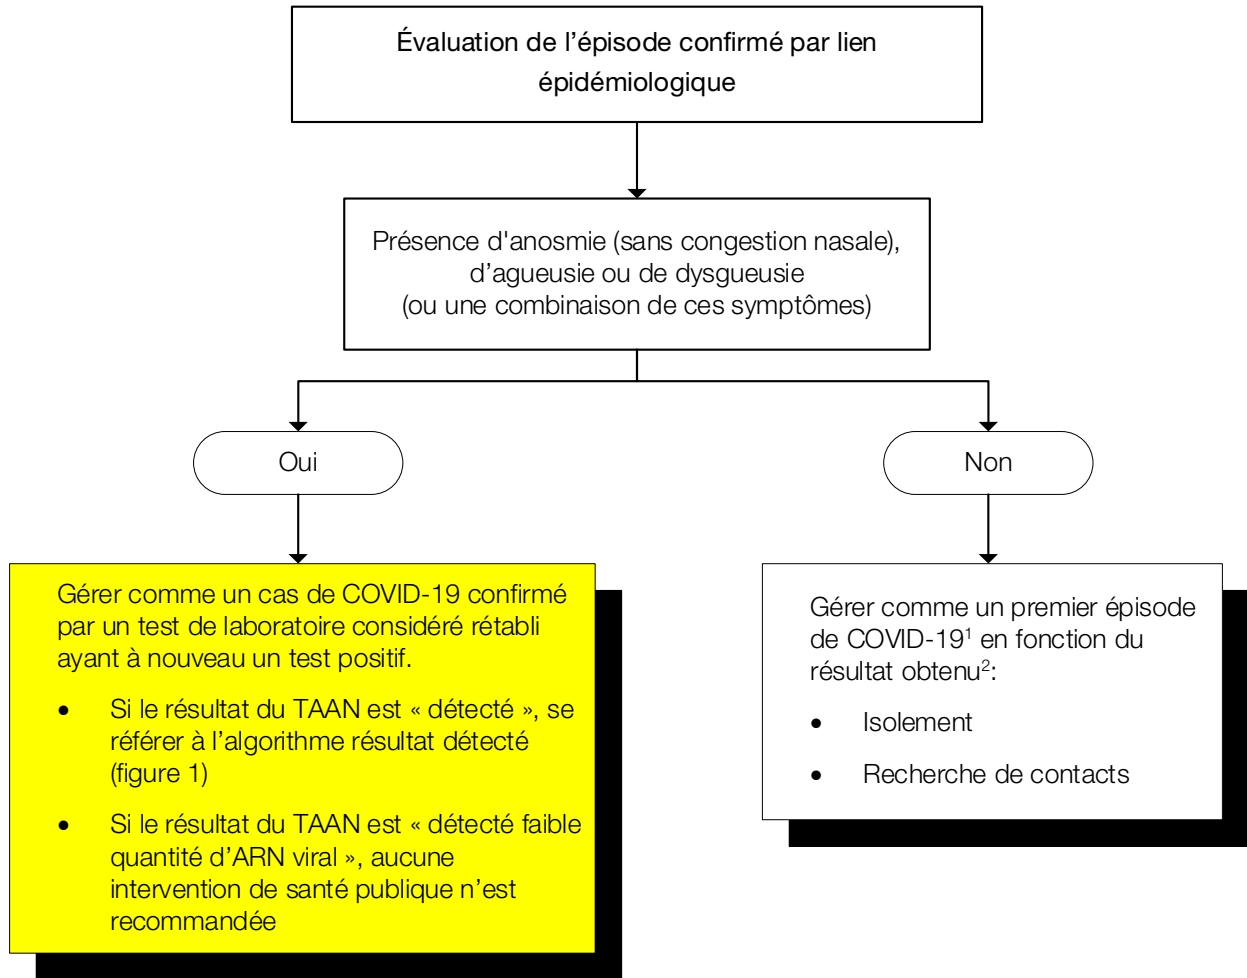 Évaluation de l’épisode confirmé par lien
épidémiologique
Présence d'anosmie (sans congestion nasale),
d’agueusie ou de dysgueusie
(ou une combinaison de ces symptômes)
Oui
Non
Gérer comme un cas de COVID-19 confirmé
par un test de laboratoire considéré rétabli
ayant à nouveau un test positif.
• Si le résultat du TAAN est « détecté », se
référer à l’algorithme résultat détecté
(figure 1)
• Si le résultat du TAAN est « détecté faible
quantité d’ARN viral », aucune
intervention de santé publique n’est
recommandée
Gérer comme un premier épisode
de COVID-19¹ en fonction du
résultat obtenu²:
• Isolement
• Recherche de contacts